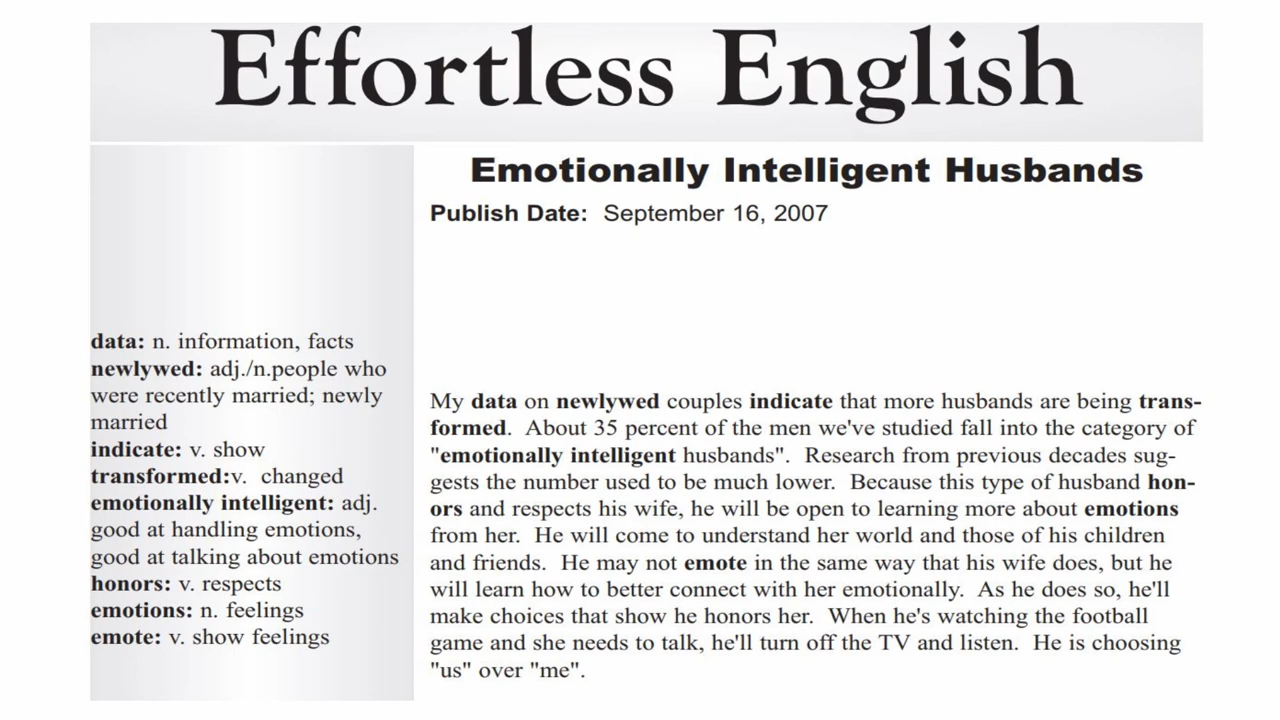 Effortless English
Emotionally Intelligent Husbands
Publish Date: September 16, 2007
data: n. information, facts
newlywed: adj./n.people who
were recently married; newly
married
indicate: v. show
transformed:v. changed
emotionally intelligent: adj.
good at handling emotions,
good at talking about emotions
honors: v. respects
emotions: n. feelings
emote: v. show feelings
My data on newlywed couples indicate that more husbands are being trans-
formed. About 35 percent of the men we've studied fall into the category of
"emotionally intelligent husbands". Research from previous decades sug-
gests the number used to be much lower. Because this type of husband hon-
ors and respects his wife, he will be open to learning more about emotions
from her. He will come to understand her world and those of his children
and friends. He may not emote in the same way that his wife does, but he
will learn how to better connect with her emotionally. As he does so, he'll
make choices that show he honors her. When he's watching the football
game and she needs to talk, he'll turn off the TV and listen. He is choosing
"us" over "me".